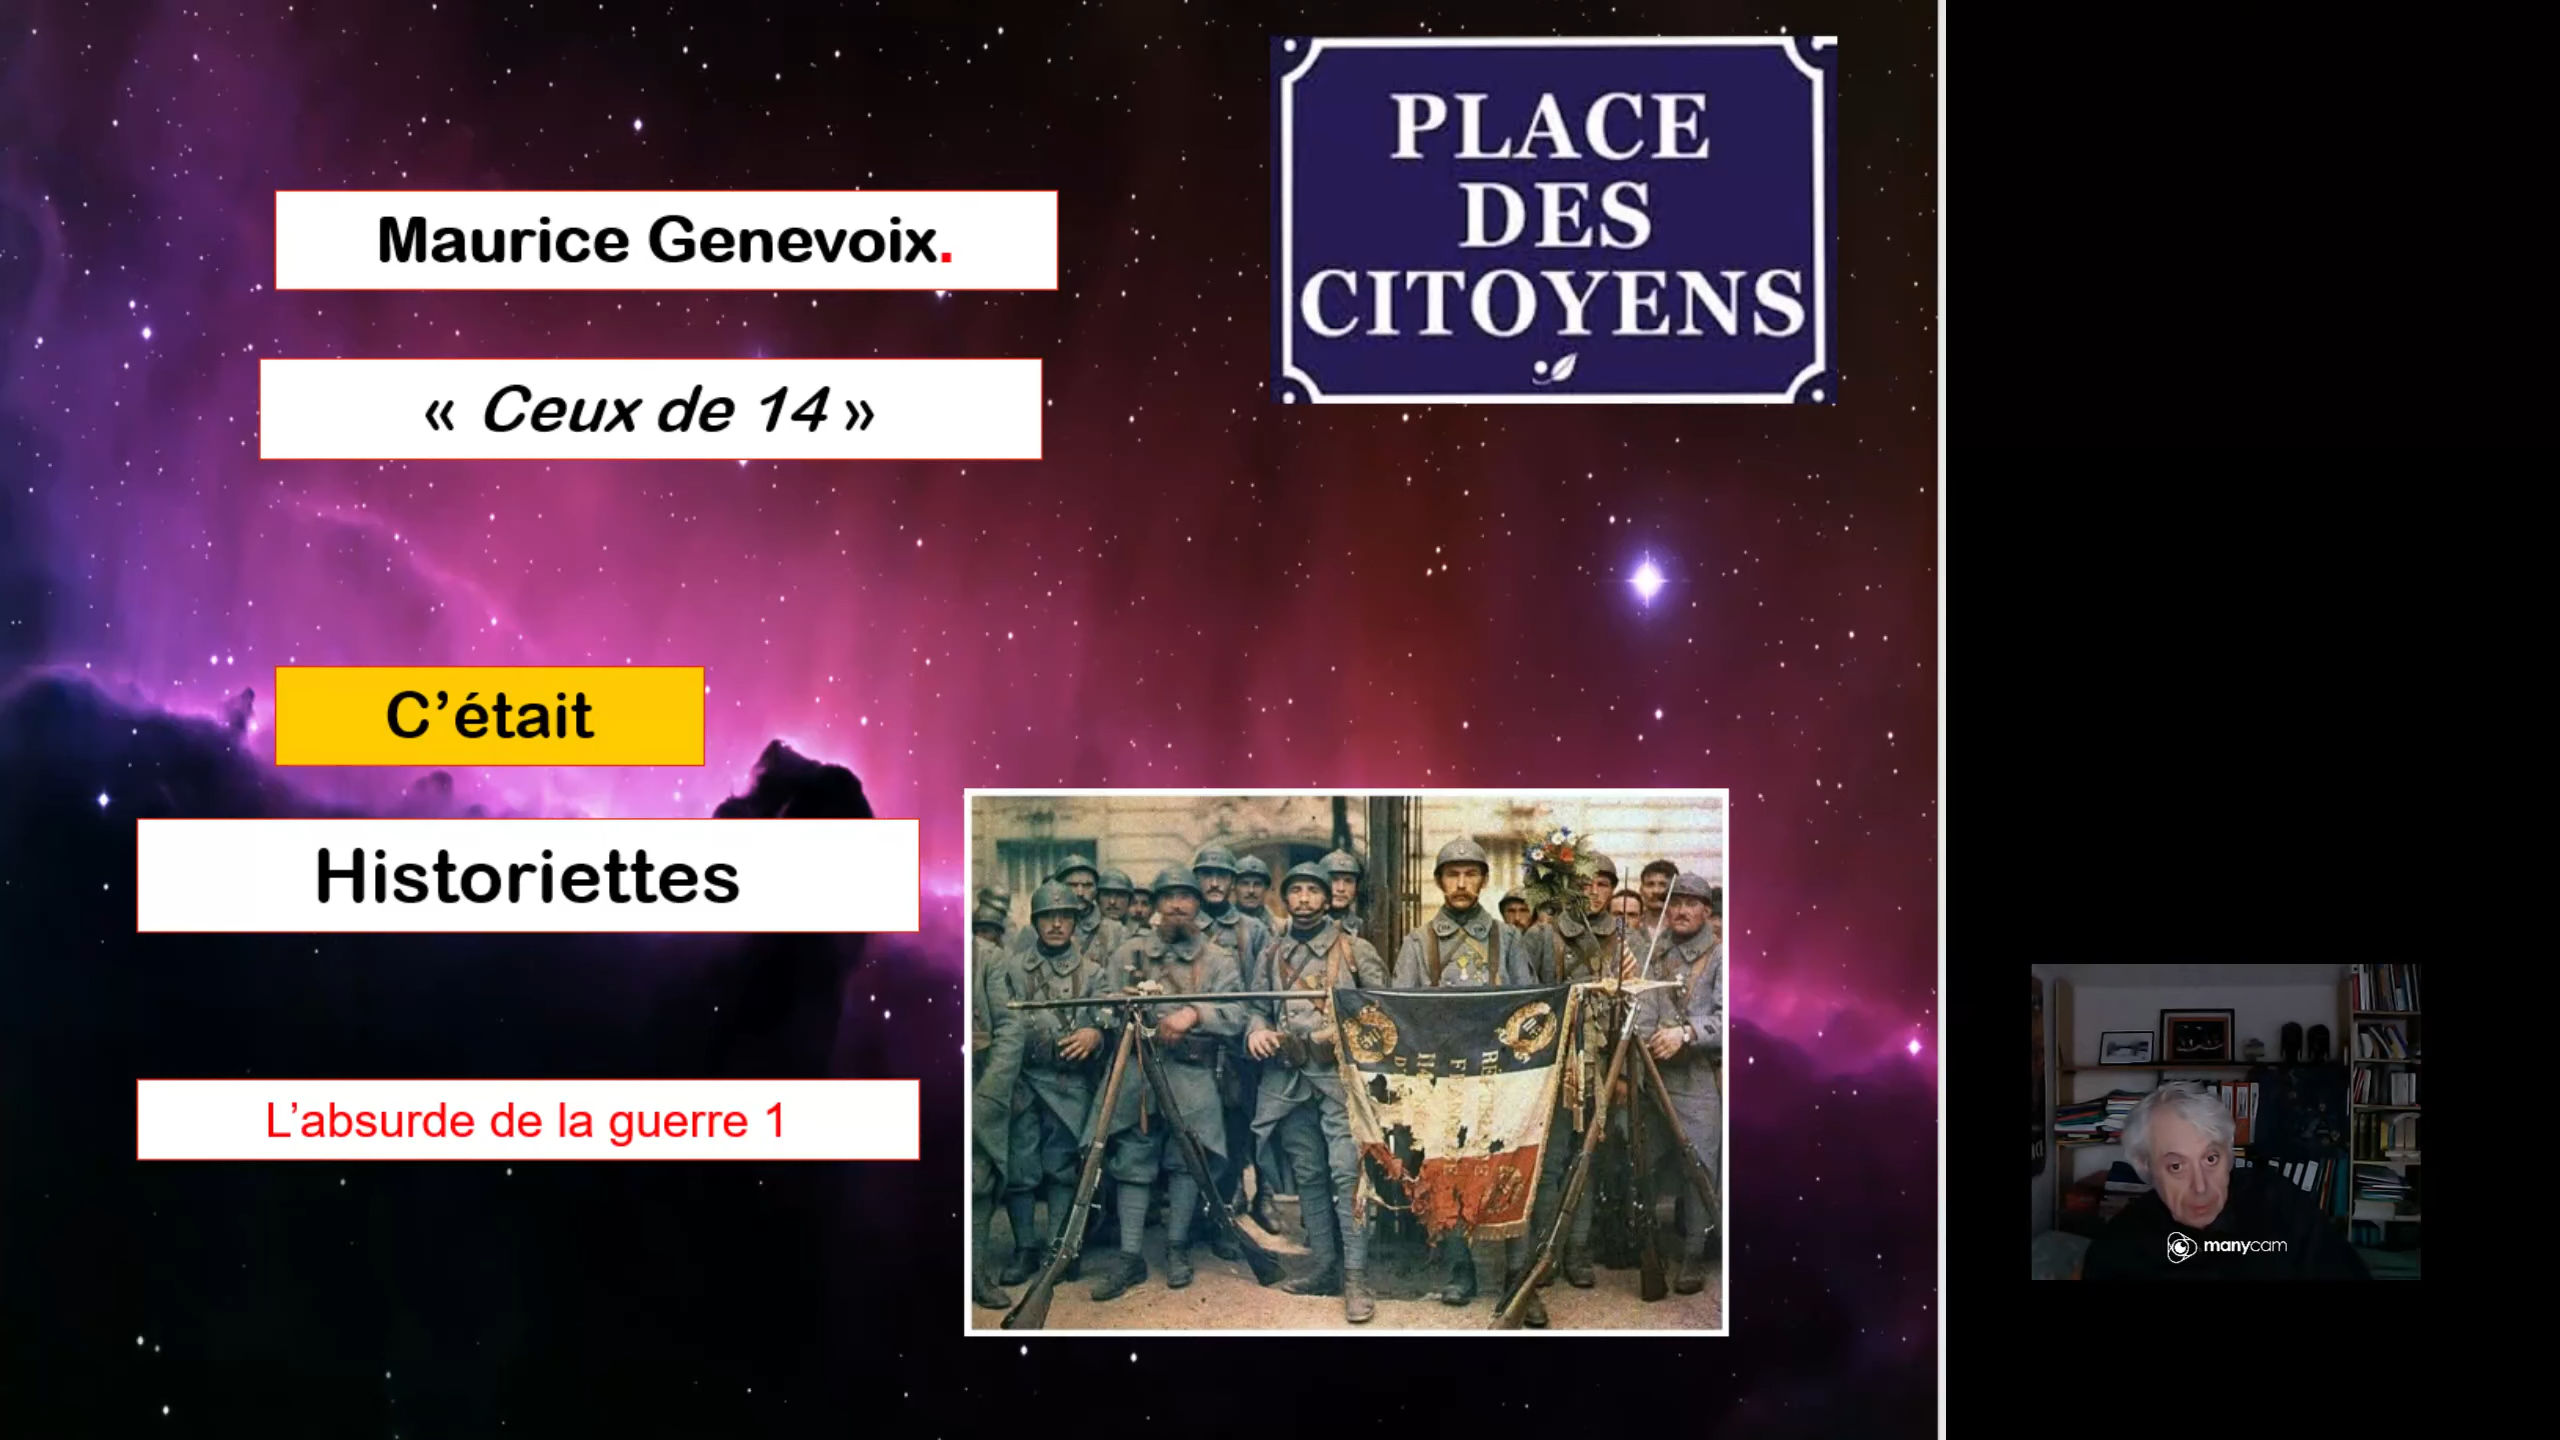 PLACE
DES
CITOYENS
Maurice Genevoix.
« Ceux de 14 »
C’était
Historiettes
L’absurde de la guerre 1
manycam